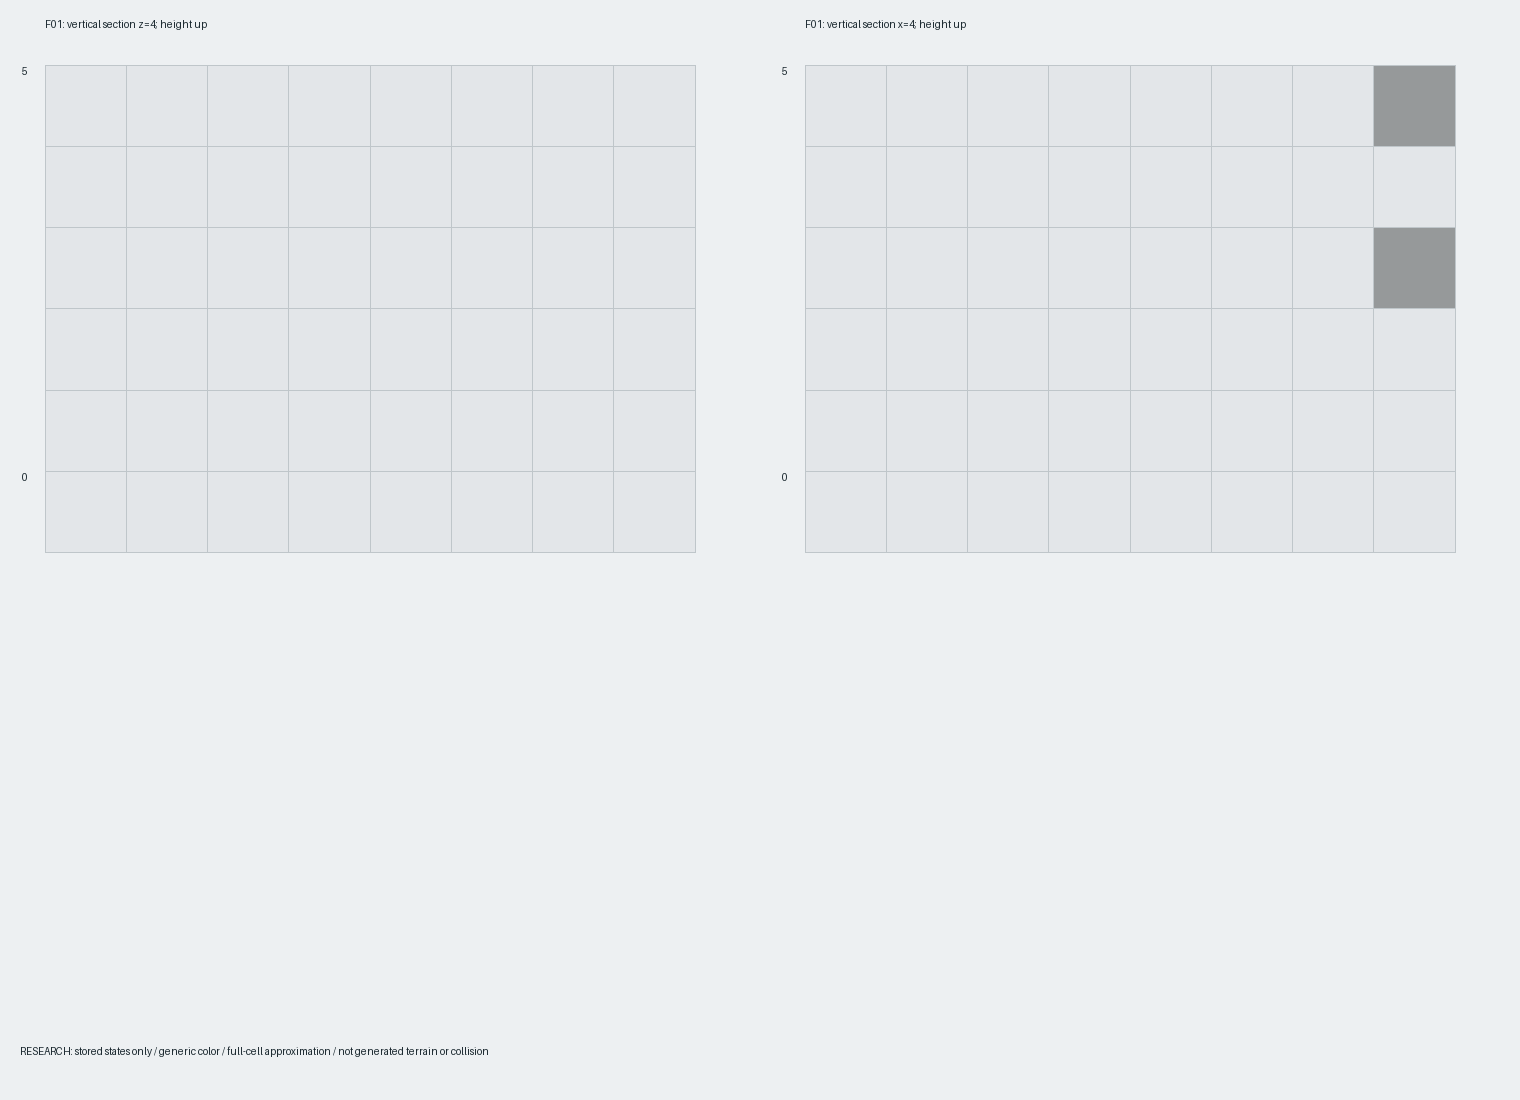 F01: vertical section z=4; height up
F01: vertical section x=4; height up
5
5
0
0
RESEARCH: stored states only / generic color / full-cell approximation / not generated terrain or collision